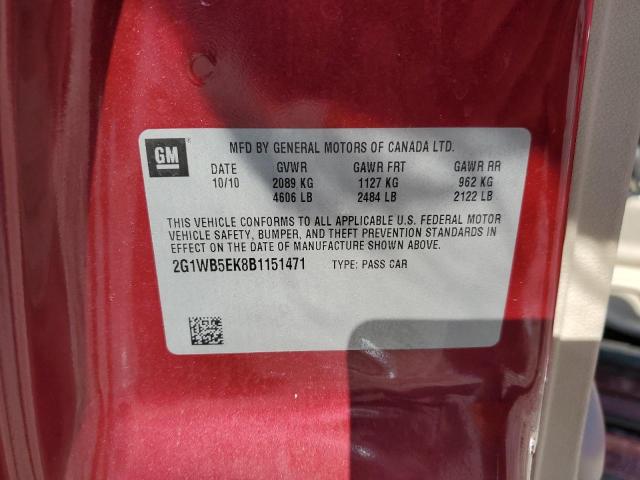 GM
MFD BY GENERAL MOTORS OF CANADA LTD.
DATE GVWR GAWR FRT GAWR RR
10/10 2089 KG 1127 KG 962 KG
4606 LB 2484 LB 2122 LB
THIS VEHICLE CONFORMS TO ALL APPLICABLE U.S. FEDERAL MOTOR
VEHICLE SAFETY, BUMPER, AND THEFT PREVENTION STANDARDS IN
EFFECT ON THE DATE OF MANUFACTURE SHOWN ABOVE.
2G1WB5EK8B1151471 TYPE: PASS CAR